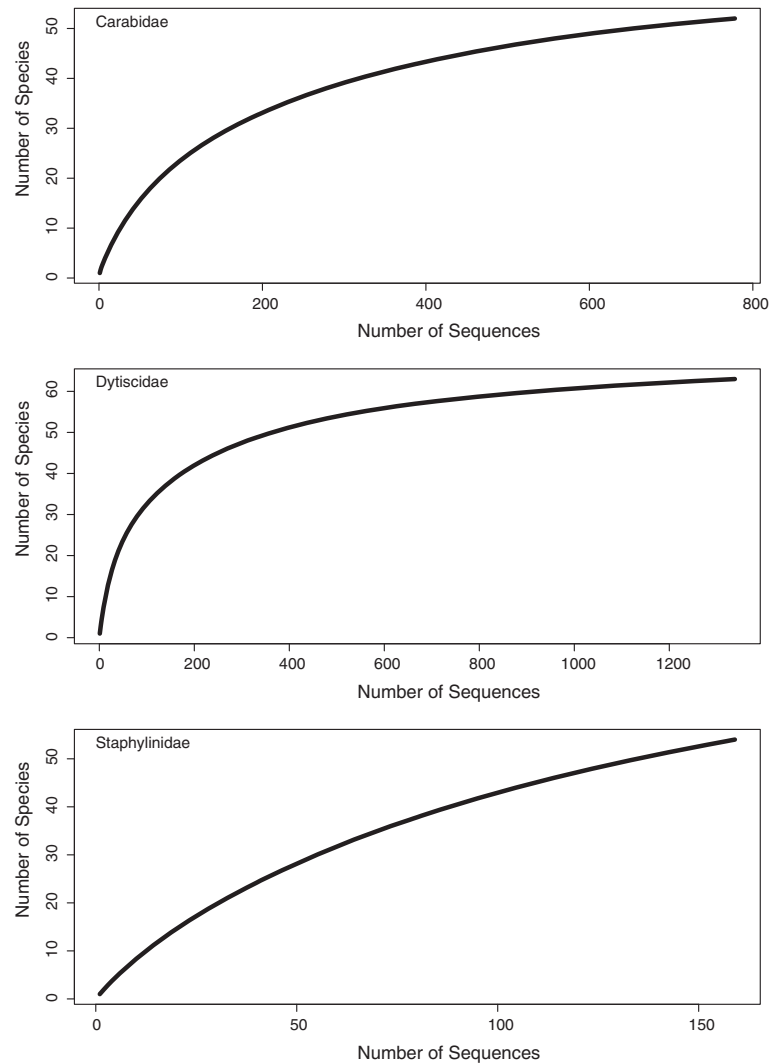 Carabidae
Number of Species
0
10
20
30
40
50
0 200 400 600 800
Number of Sequences
Dytiscidae
Number of Species
0
10
20
30
40
50
60
0 200 400 600 800 1000 1200
Number of Sequences
Staphylinidae
Number of Species
0
10
20
30
40
50
0 50 100 150
Number of Sequences